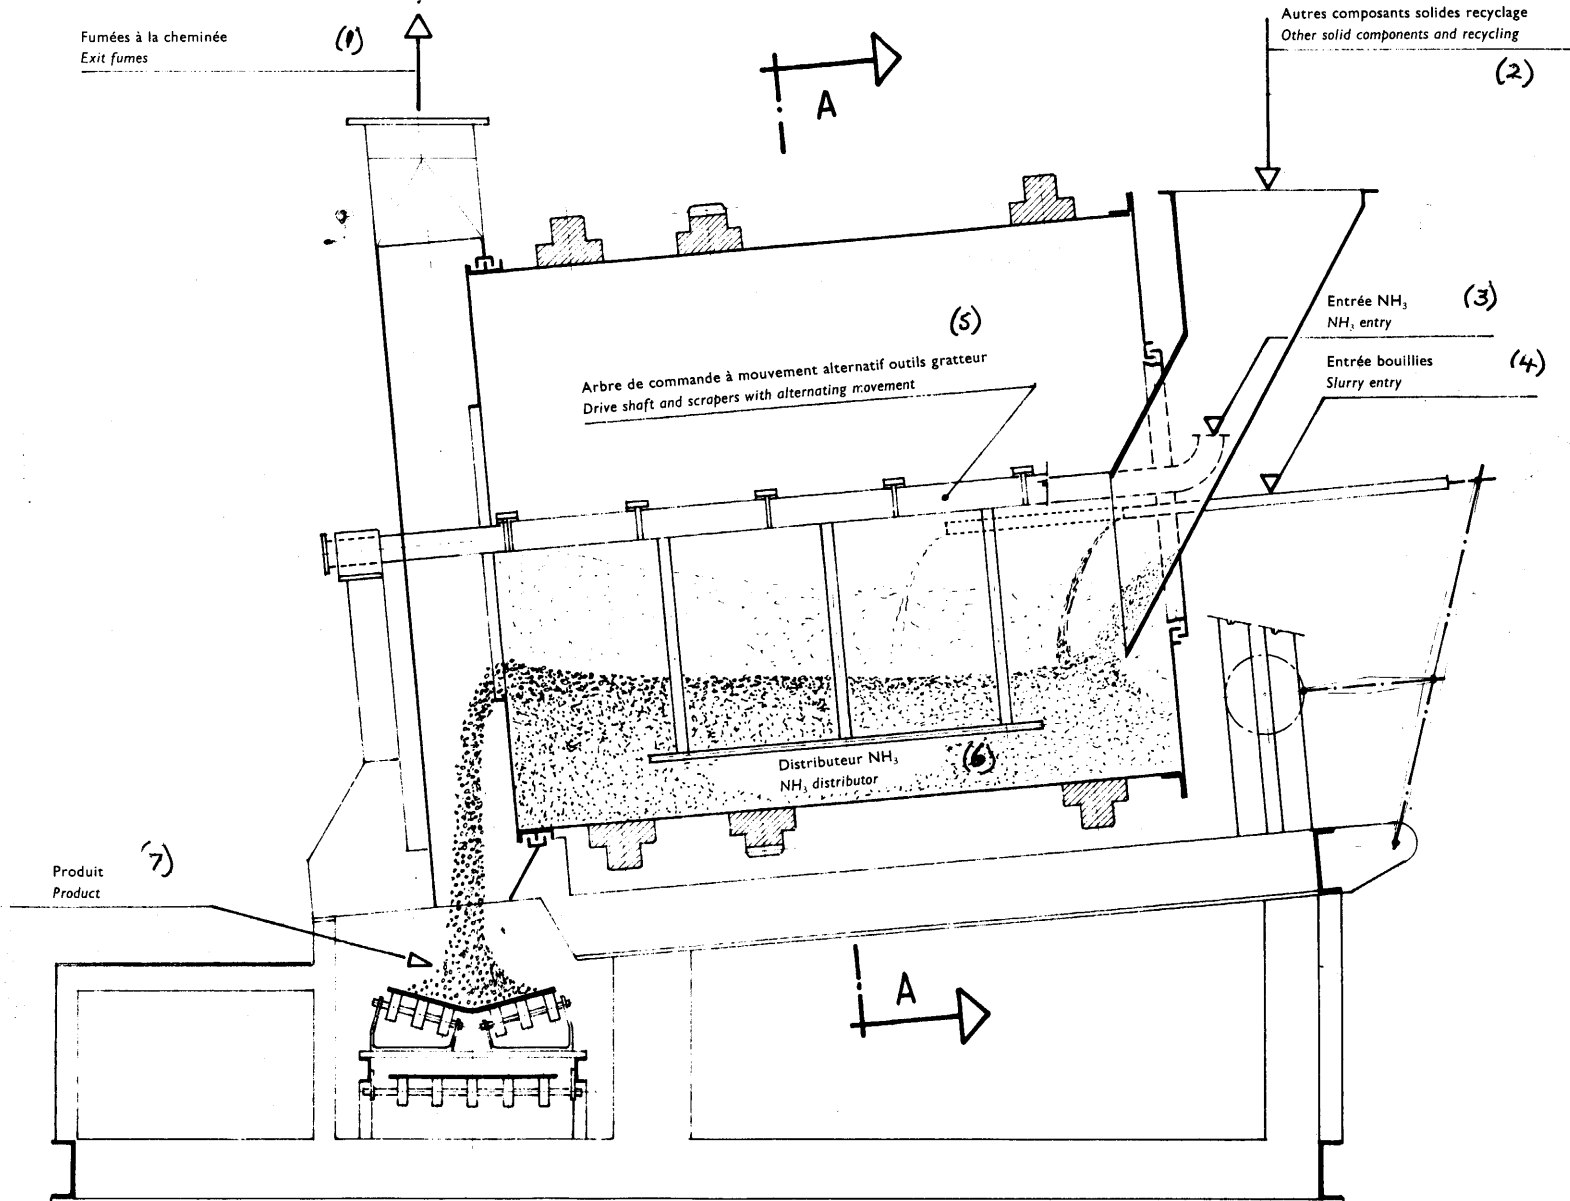 Fumées à la cheminée
Exit fumes
(1)
A
Autres composants solides recyclage
Other solid components and recycling
(2)
Entrée NH₃
NH₃ entry
(3)
Entrée bouillies
Slurry entry
(4)
(5)
Arbre de commande à mouvement alternatif outils gratteur
Drive shaft and scrapers with alternating movement
Distributeur NH₃
NH₃ distributor
(6)
Produit
Product
7)
A